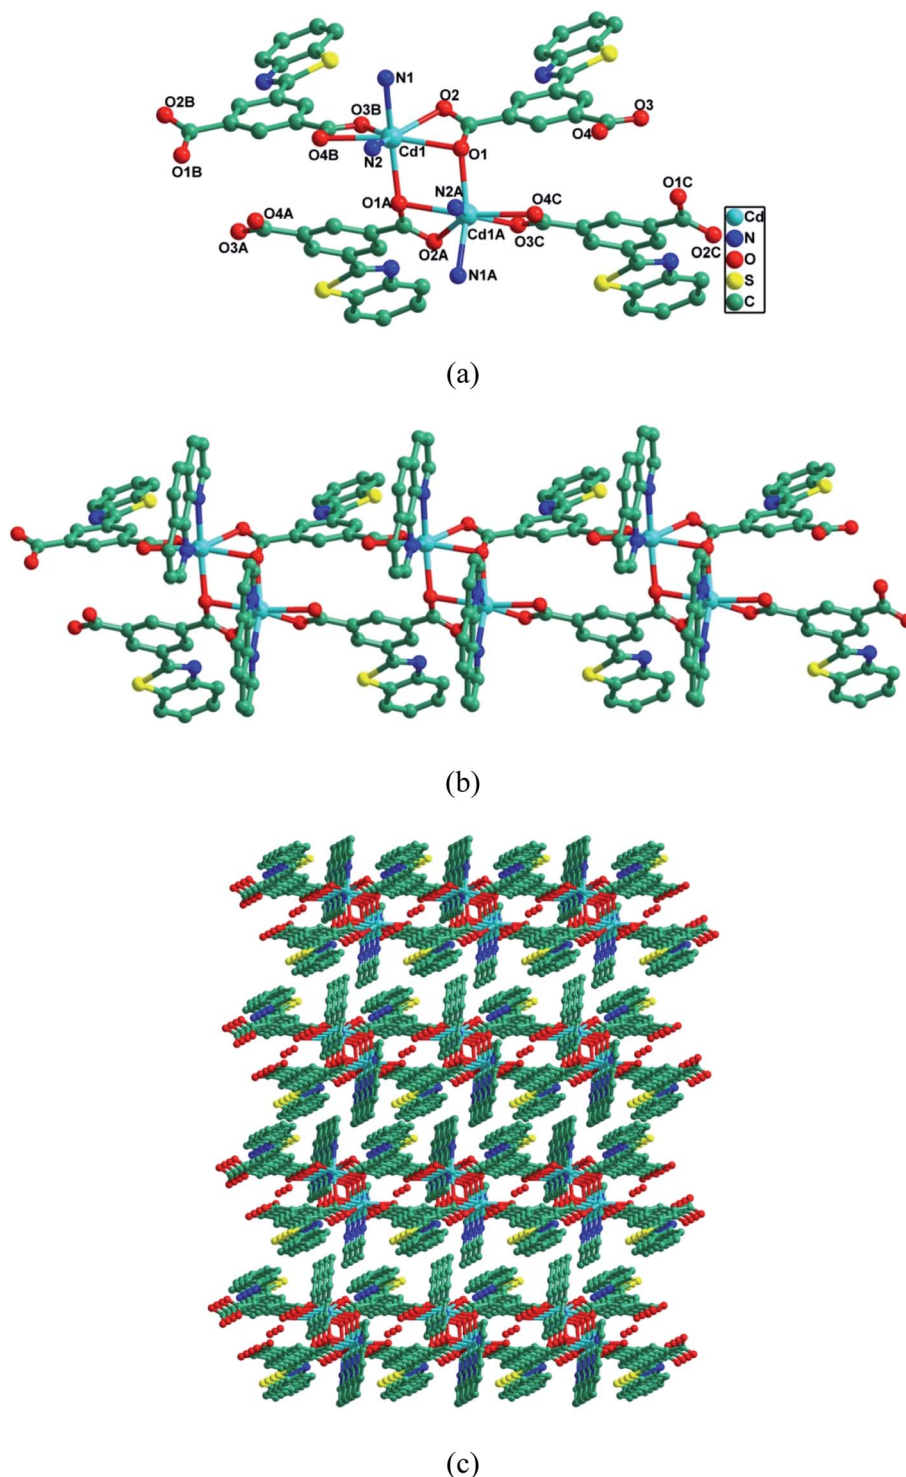 N1
O2B
O3B
O2
O3
O4
O4B
N2
Cd1
O1
O1B
N2A
O1C
O1A
O4C
Cd
O4A
Cd1A
O3C
N
O3A
O2A
O2C
O
N1A
S
C
(a)
(b)
(c)